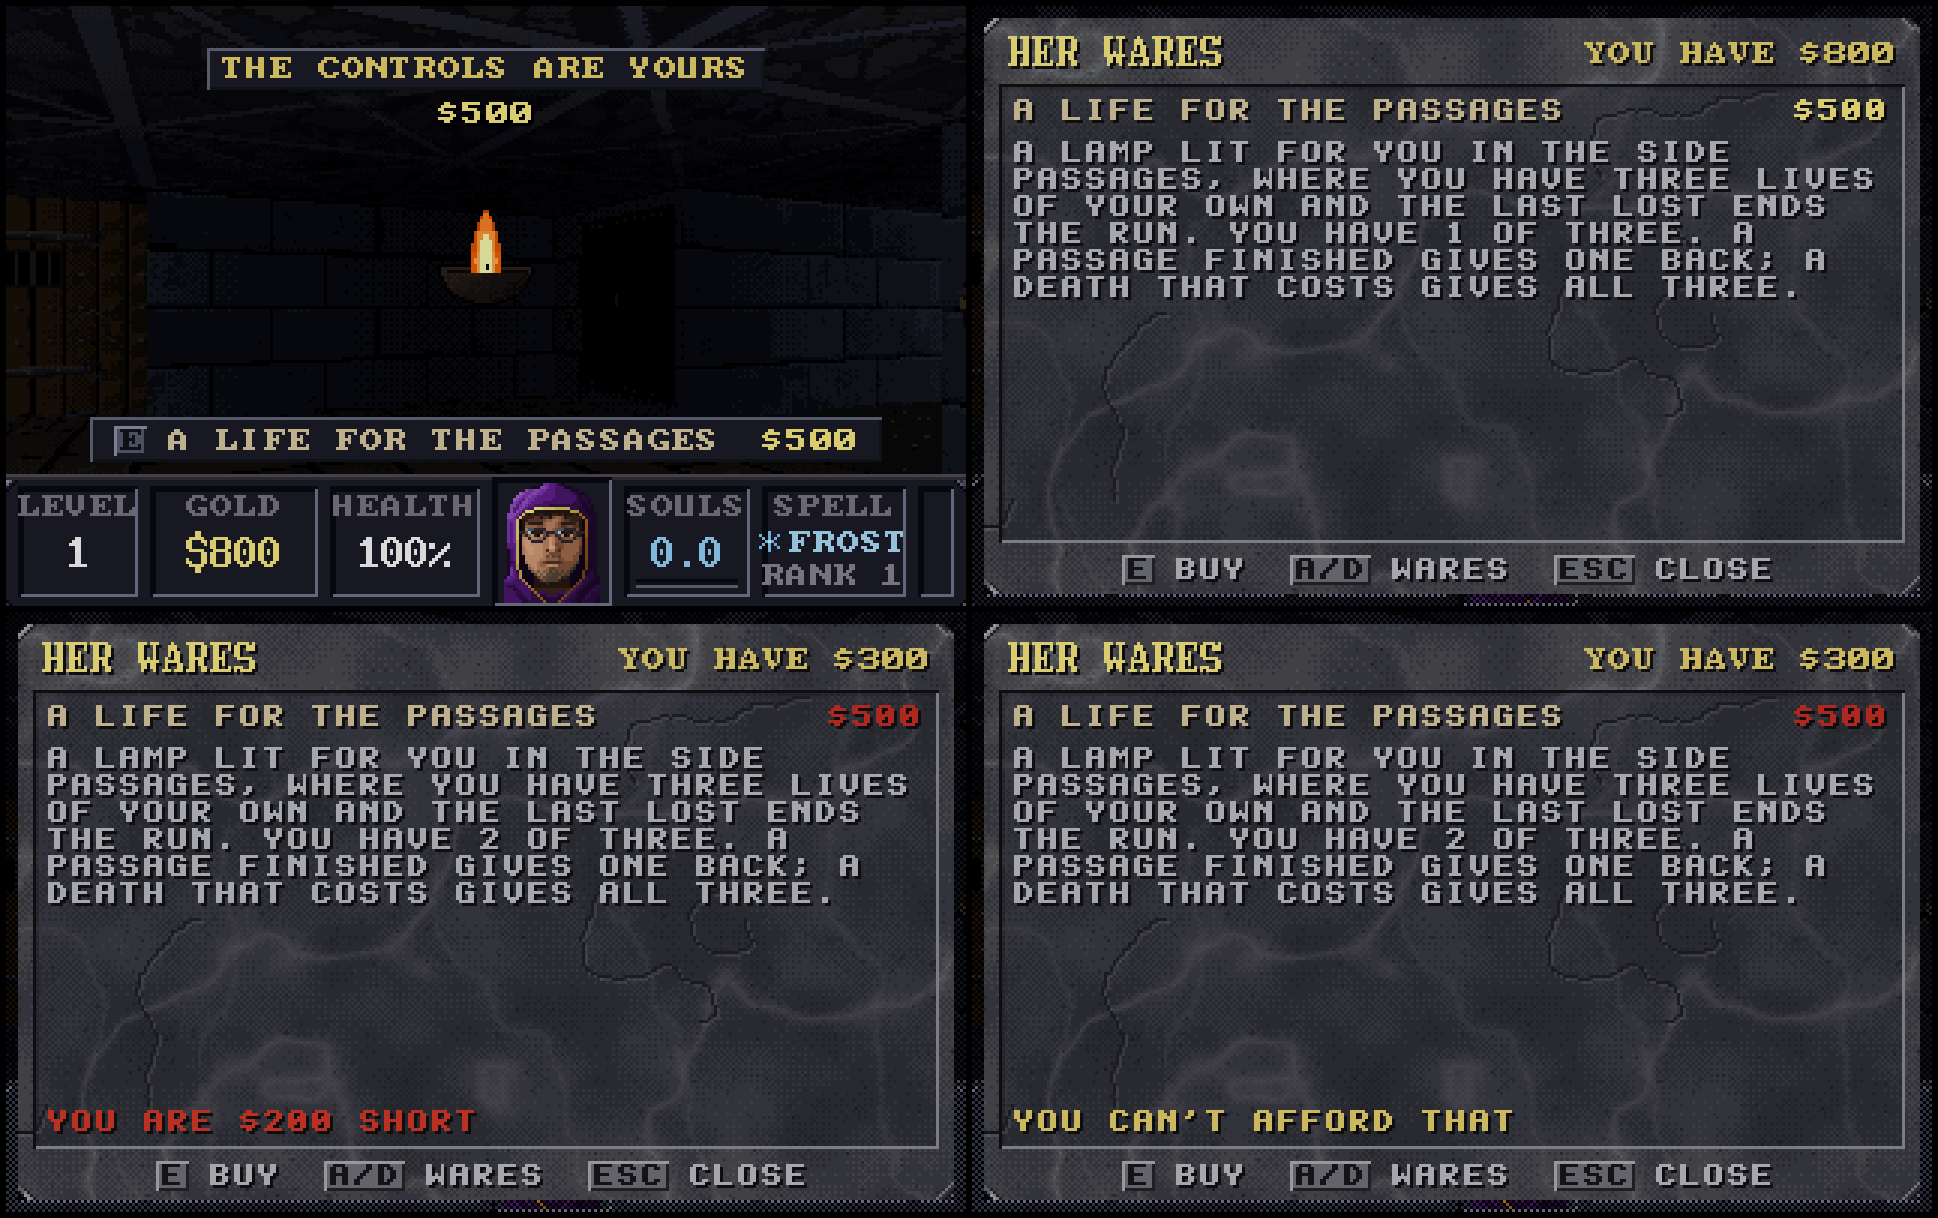 THE CONTROLS ARE YOURS
$500
E A LIFE FOR THE PASSAGES $500
LEVEL GOLD HEALTH SOULS SPELL
1 $800 100% 0.0 *FROST
RANK 1
HER WARES YOU HAVE $800
A LIFE FOR THE PASSAGES $500
A LAMP LIT FOR YOU IN THE SIDE
PASSAGES, WHERE YOU HAVE THREE LIVES
OF YOUR OWN AND THE LAST LOST ENDS
THE RUN. YOU HAVE 1 OF THREE. A
PASSAGE FINISHED GIVES ONE BACK; A
DEATH THAT COSTS GIVES ALL THREE.
E BUY A/D WARES ESC CLOSE
HER WARES YOU HAVE $300
A LIFE FOR THE PASSAGES $500
A LAMP LIT FOR YOU IN THE SIDE
PASSAGES, WHERE YOU HAVE THREE LIVES
OF YOUR OWN AND THE LAST LOST ENDS
THE RUN. YOU HAVE 2 OF THREE. A
PASSAGE FINISHED GIVES ONE BACK; A
DEATH THAT COSTS GIVES ALL THREE.
YOU ARE $200 SHORT
E BUY A/D WARES ESC CLOSE
HER WARES YOU HAVE $300
A LIFE FOR THE PASSAGES $500
A LAMP LIT FOR YOU IN THE SIDE
PASSAGES, WHERE YOU HAVE THREE LIVES
OF YOUR OWN AND THE LAST LOST ENDS
THE RUN. YOU HAVE 2 OF THREE. A
PASSAGE FINISHED GIVES ONE BACK; A
DEATH THAT COSTS GIVES ALL THREE.
YOU CAN'T AFFORD THAT
E BUY A/D WARES ESC CLOSE